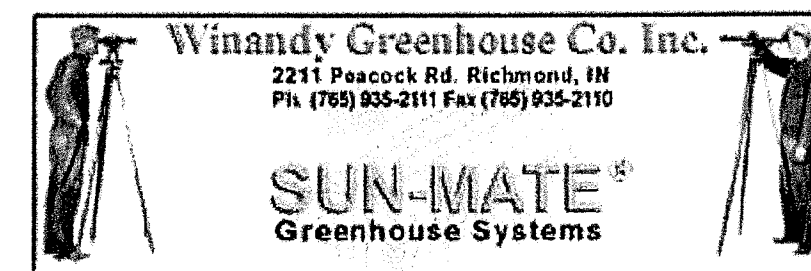 Winandy Greenhouse Co. Inc.
2211 Peacock Rd. Richmond, IN
Ph. (765) 935-2111 Fax (765) 935-2110
SUN-MATE®
Greenhouse Systems